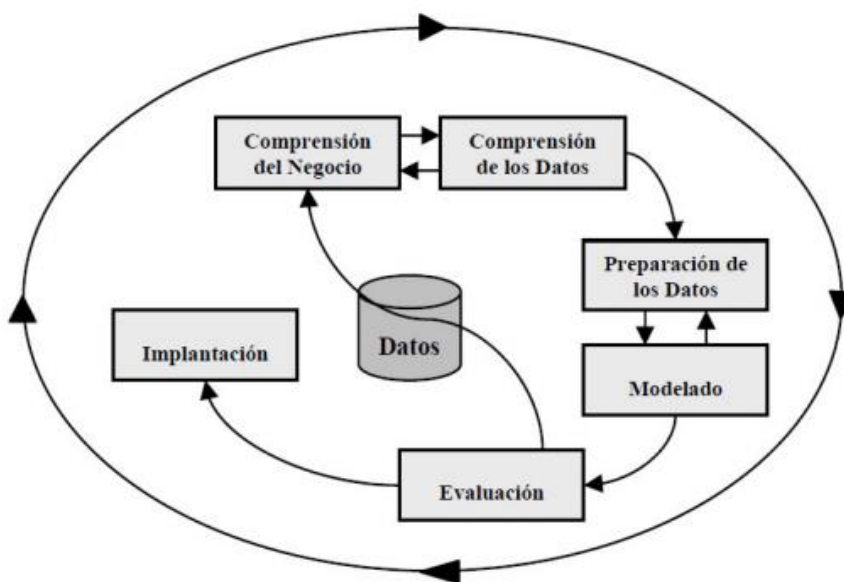 Comprensión
del Negocio
Comprensión
de los Datos
Preparación de
los Datos
Modelado
Evaluación
Implantación
Datos